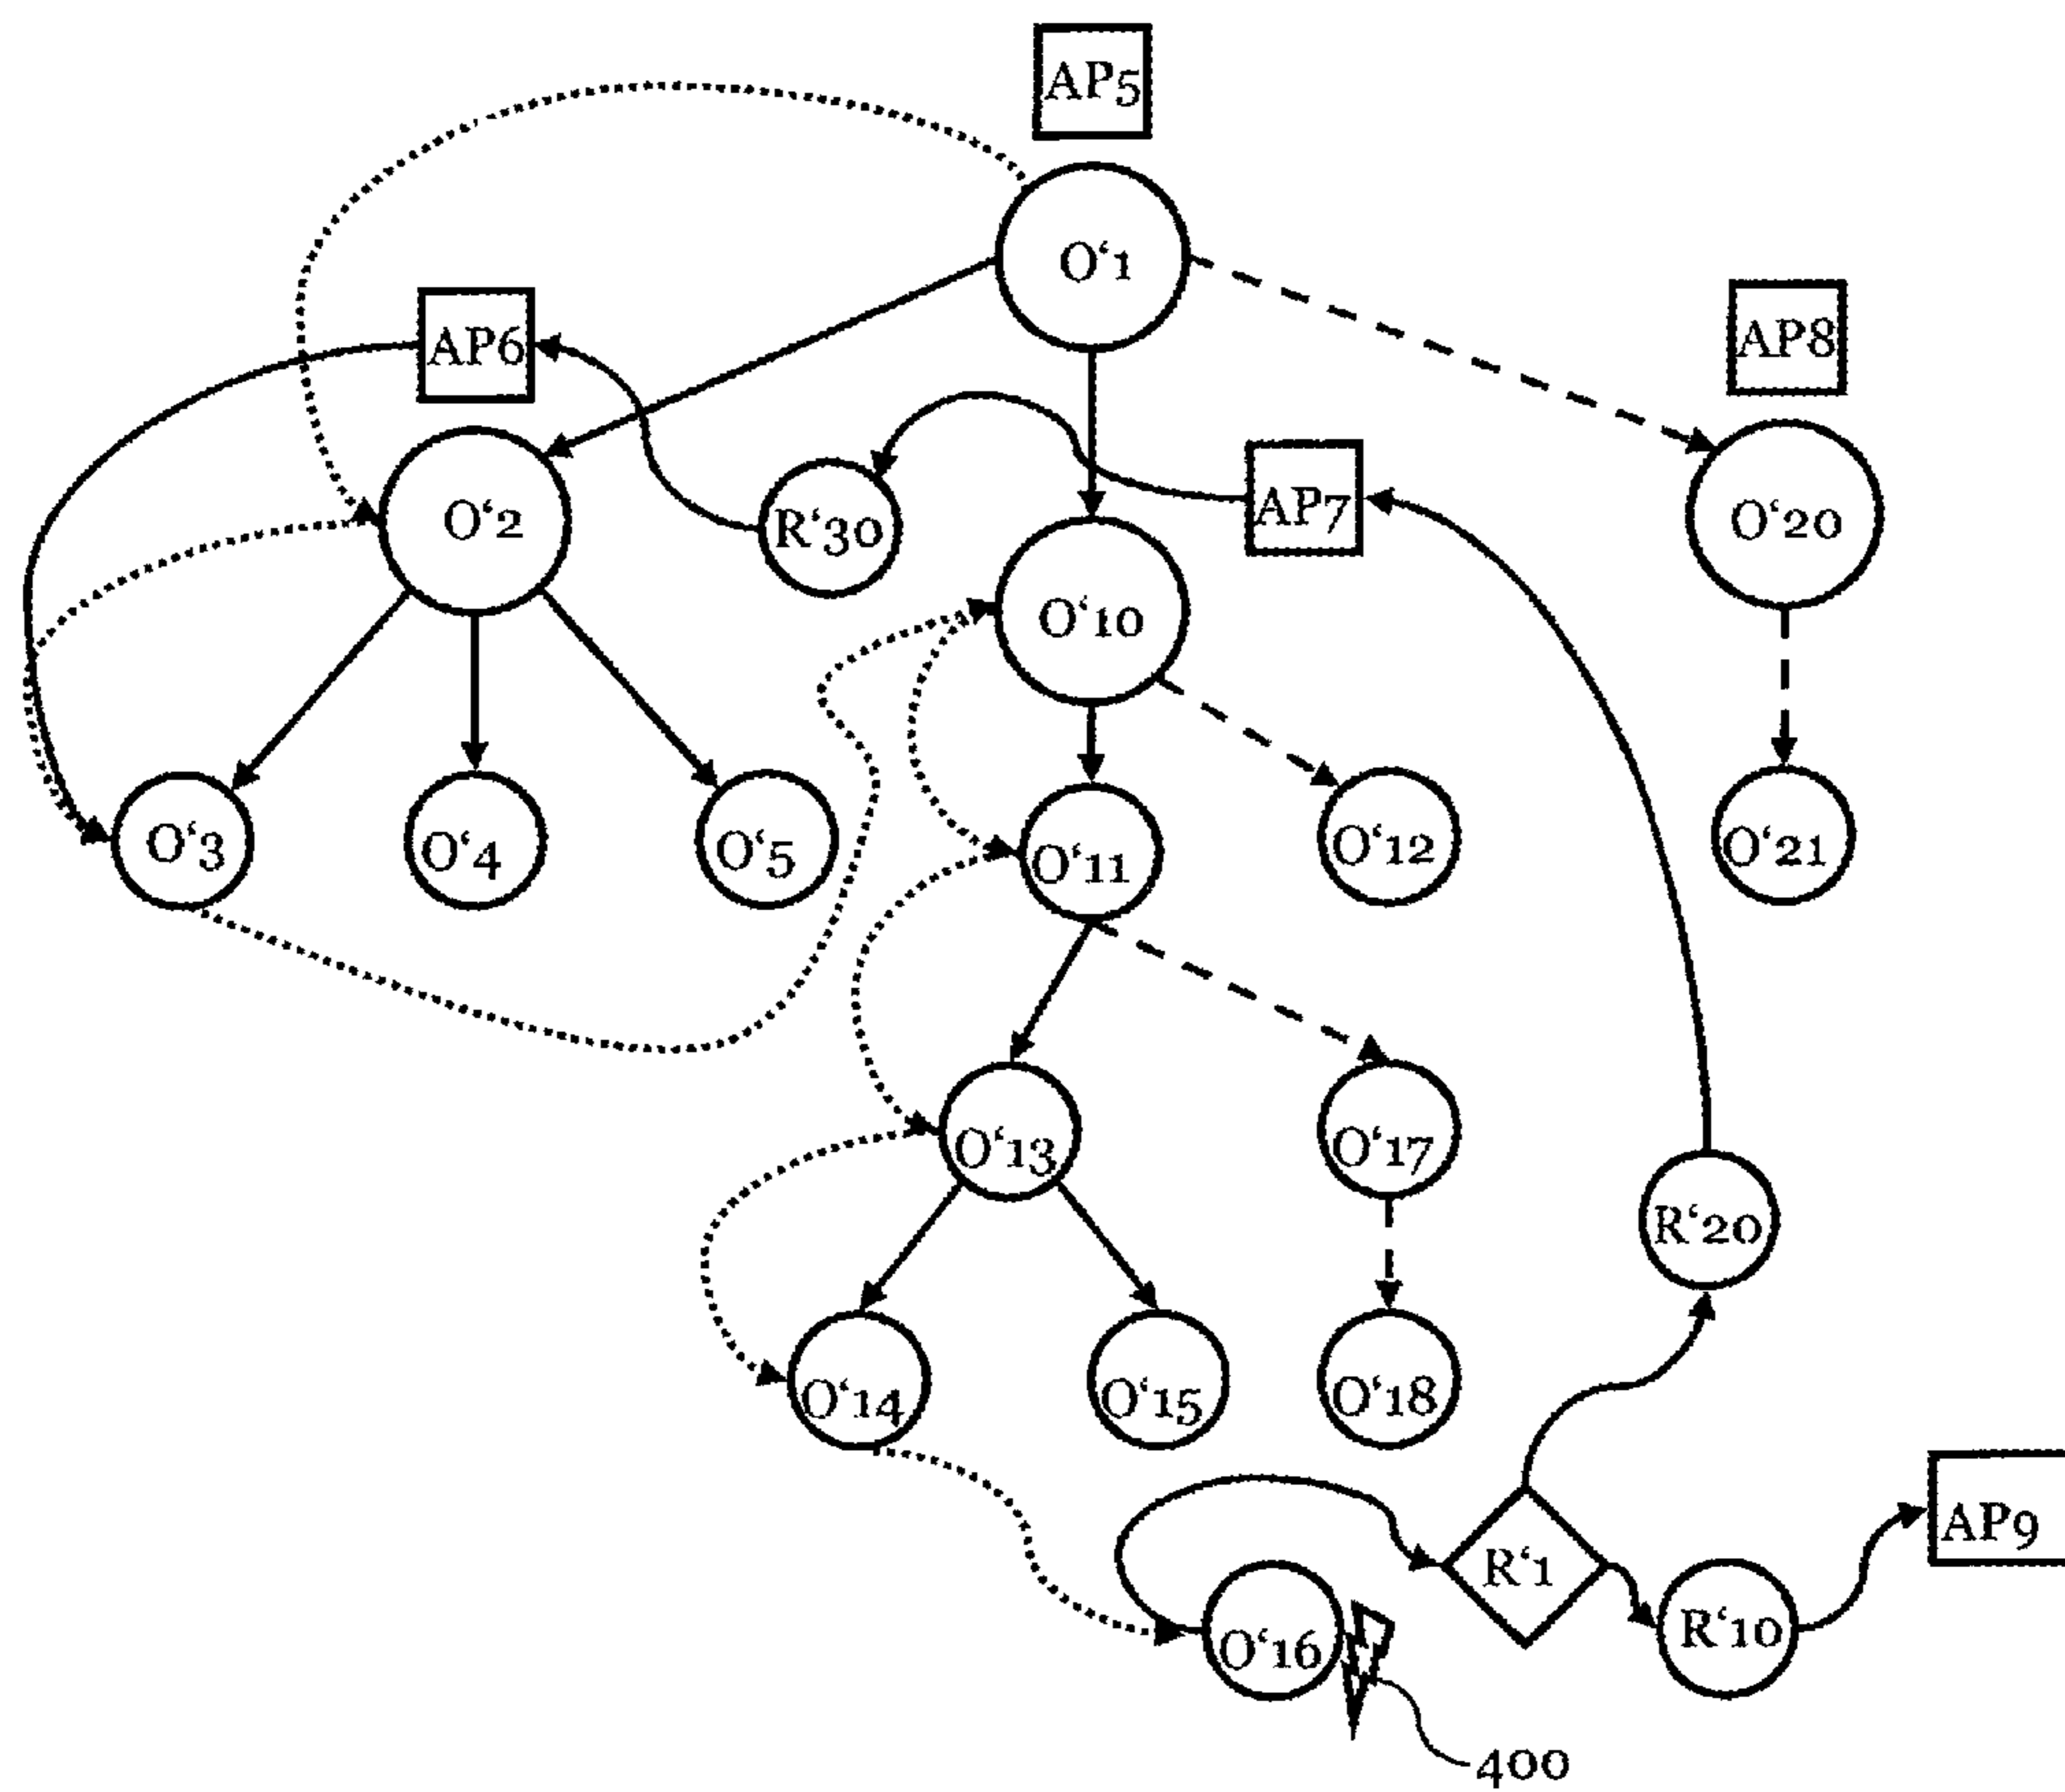 AP5
O‘1
AP6
AP8
O‘2
R‘30
AP7
O‘20
O‘10
O‘3
O‘4
O‘5
O‘11
O‘12
O‘21
O‘13
O‘17
R‘20
O‘14
O‘15
O‘18
AP9
R‘1
O‘16
R‘10
400